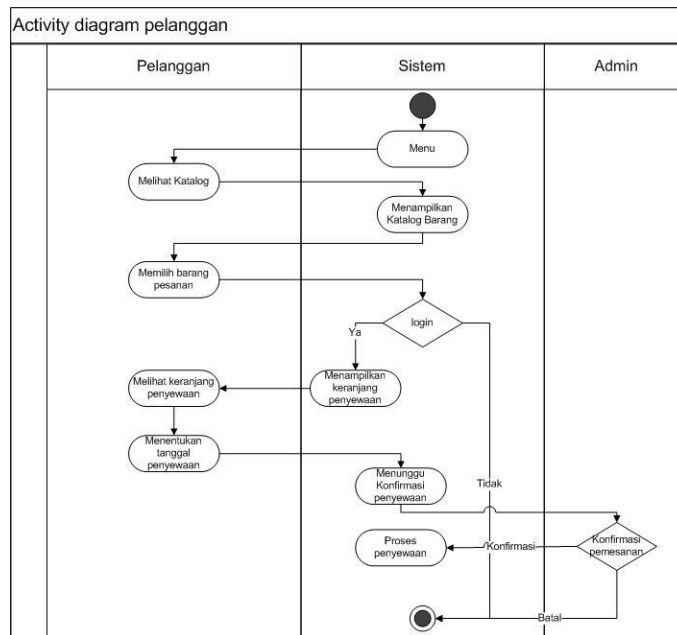 Activity diagram pelanggan
Pelanggan
Sistem
Admin
Menu
Melihat Katalog
Menampilkan
Katalog Barang
Memilih barang
pesanan
login
Ya
Melihat keranjang
penyewaan
Menampilkan
keranjang
penyewaan
Menentukan
tanggal
penyewaan
Menunggu
Konfirmasi
penyewaan
Tidak
Proses
penyewaan
Konfirmasi
Konfirmasi
pemesanan
Batal